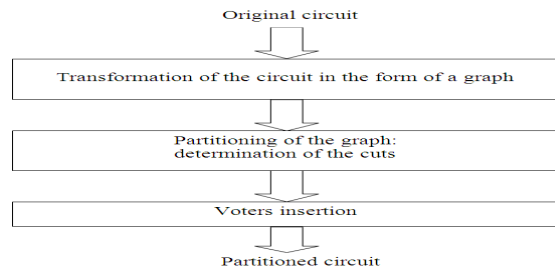 Original circuit
Transformation of the circuit in the form of a graph
Partitioning of the graph:
determination of the cuts
Voters insertion
Partitioned circuit